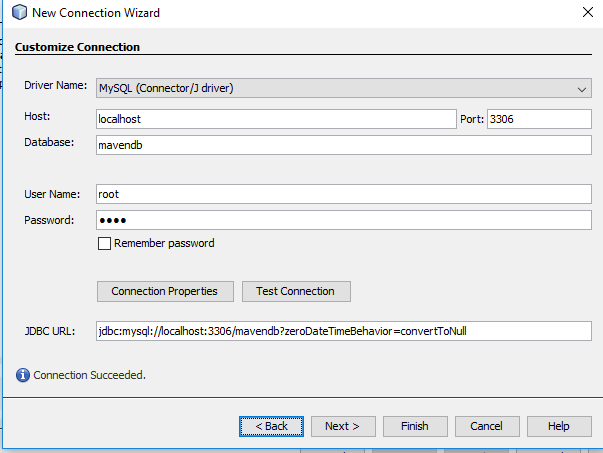 New Connection Wizard
Customize Connection
Driver Name: MySQL (Connector/J driver)
Host: localhost Port: 3306
Database: mavendb
User Name: root
Password: ●●●●
Remember password
Connection Properties Test Connection
JDBC URL: jdbc:mysql://localhost:3306/mavendb?zeroDateTimeBehavior=convertToNull
Connection Succeeded.
< Back Next > Finish Cancel Help